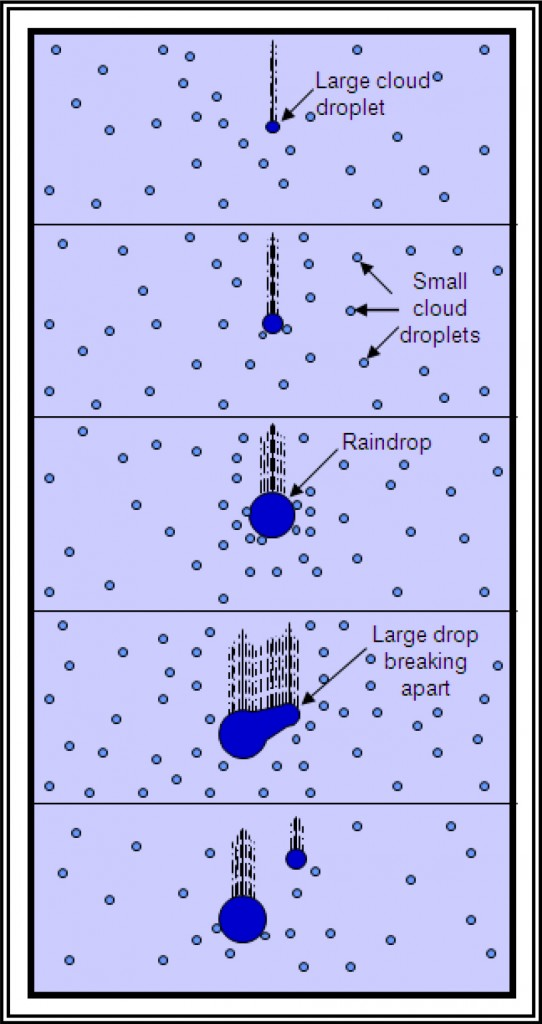 Large cloud
droplet
Small
cloud
droplets
Raindrop
Large drop
breaking
apart